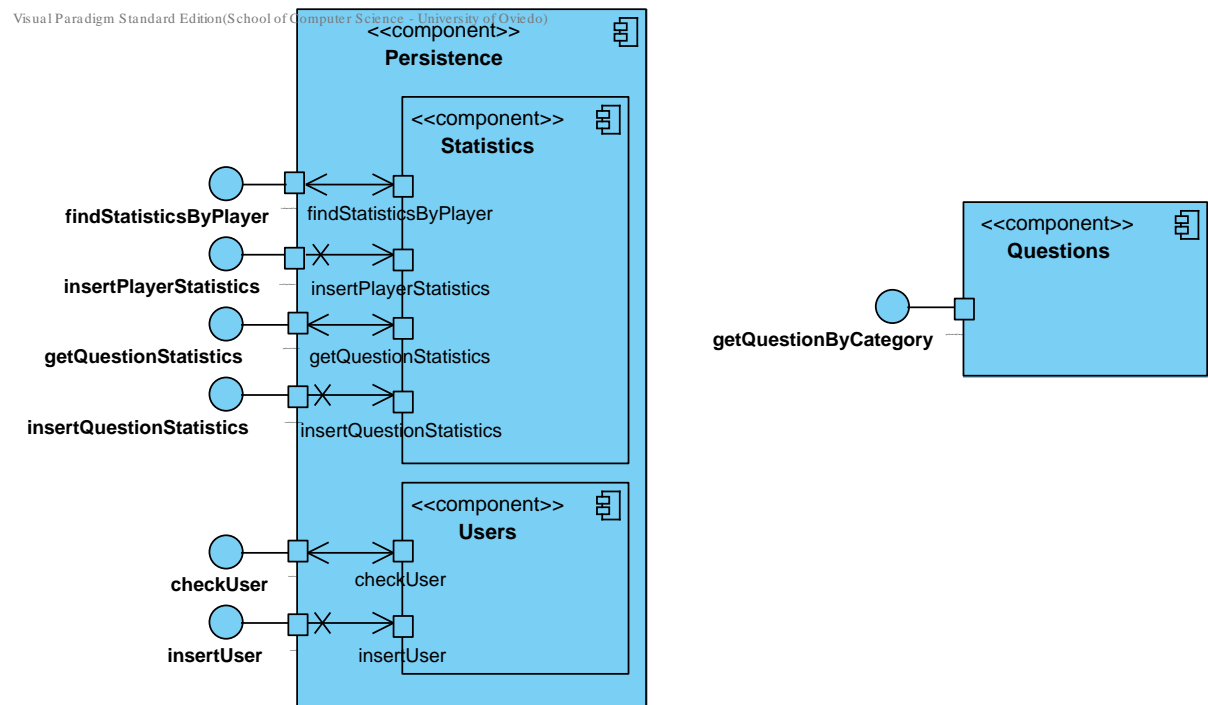 Visual Paradigm Standard Edition(School of Computer Science - University of Oviedo)
<<component>>
Persistence
<<component>>
Statistics
findStatisticsByPlayer
findStatisticsByPlayer
insertPlayerStatistics
insertPlayerStatistics
getQuestionStatistics
getQuestionStatistics
insertQuestionStatistics
insertQuestionStatistics
<<component>>
Users
checkUser
checkUser
insertUser
insertUser
<<component>>
Questions
getQuestionByCategory